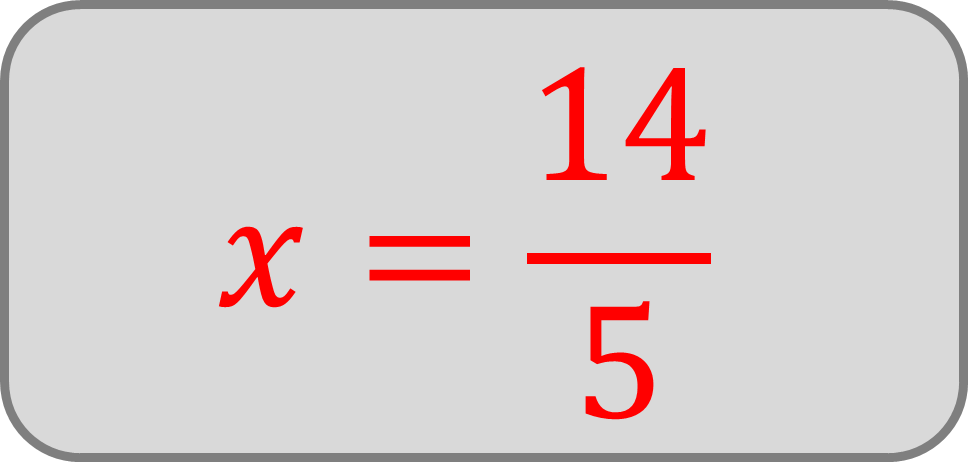 x = 14/5